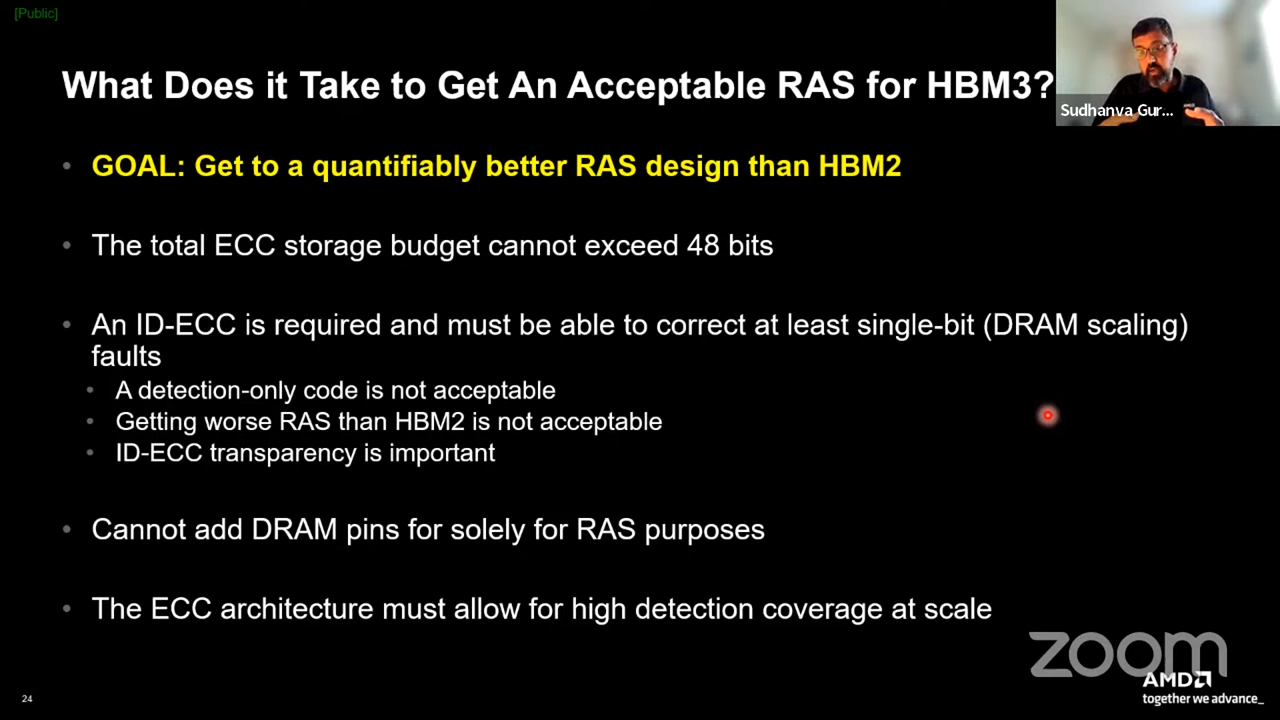 [Public]
What Does it Take to Get An Acceptable RAS for HBM3?
Sudhanva Gur...
• GOAL: Get to a quantifiably better RAS design than HBM2
• The total ECC storage budget cannot exceed 48 bits
• An ID-ECC is required and must be able to correct at least single-bit (DRAM scaling)
faults
• A detection-only code is not acceptable
• Getting worse RAS than HBM2 is not acceptable
• ID-ECC transparency is important
• Cannot add DRAM pins for solely for RAS purposes
• The ECC architecture must allow for high detection coverage at scale
zoom
AMD
together we advance_
24